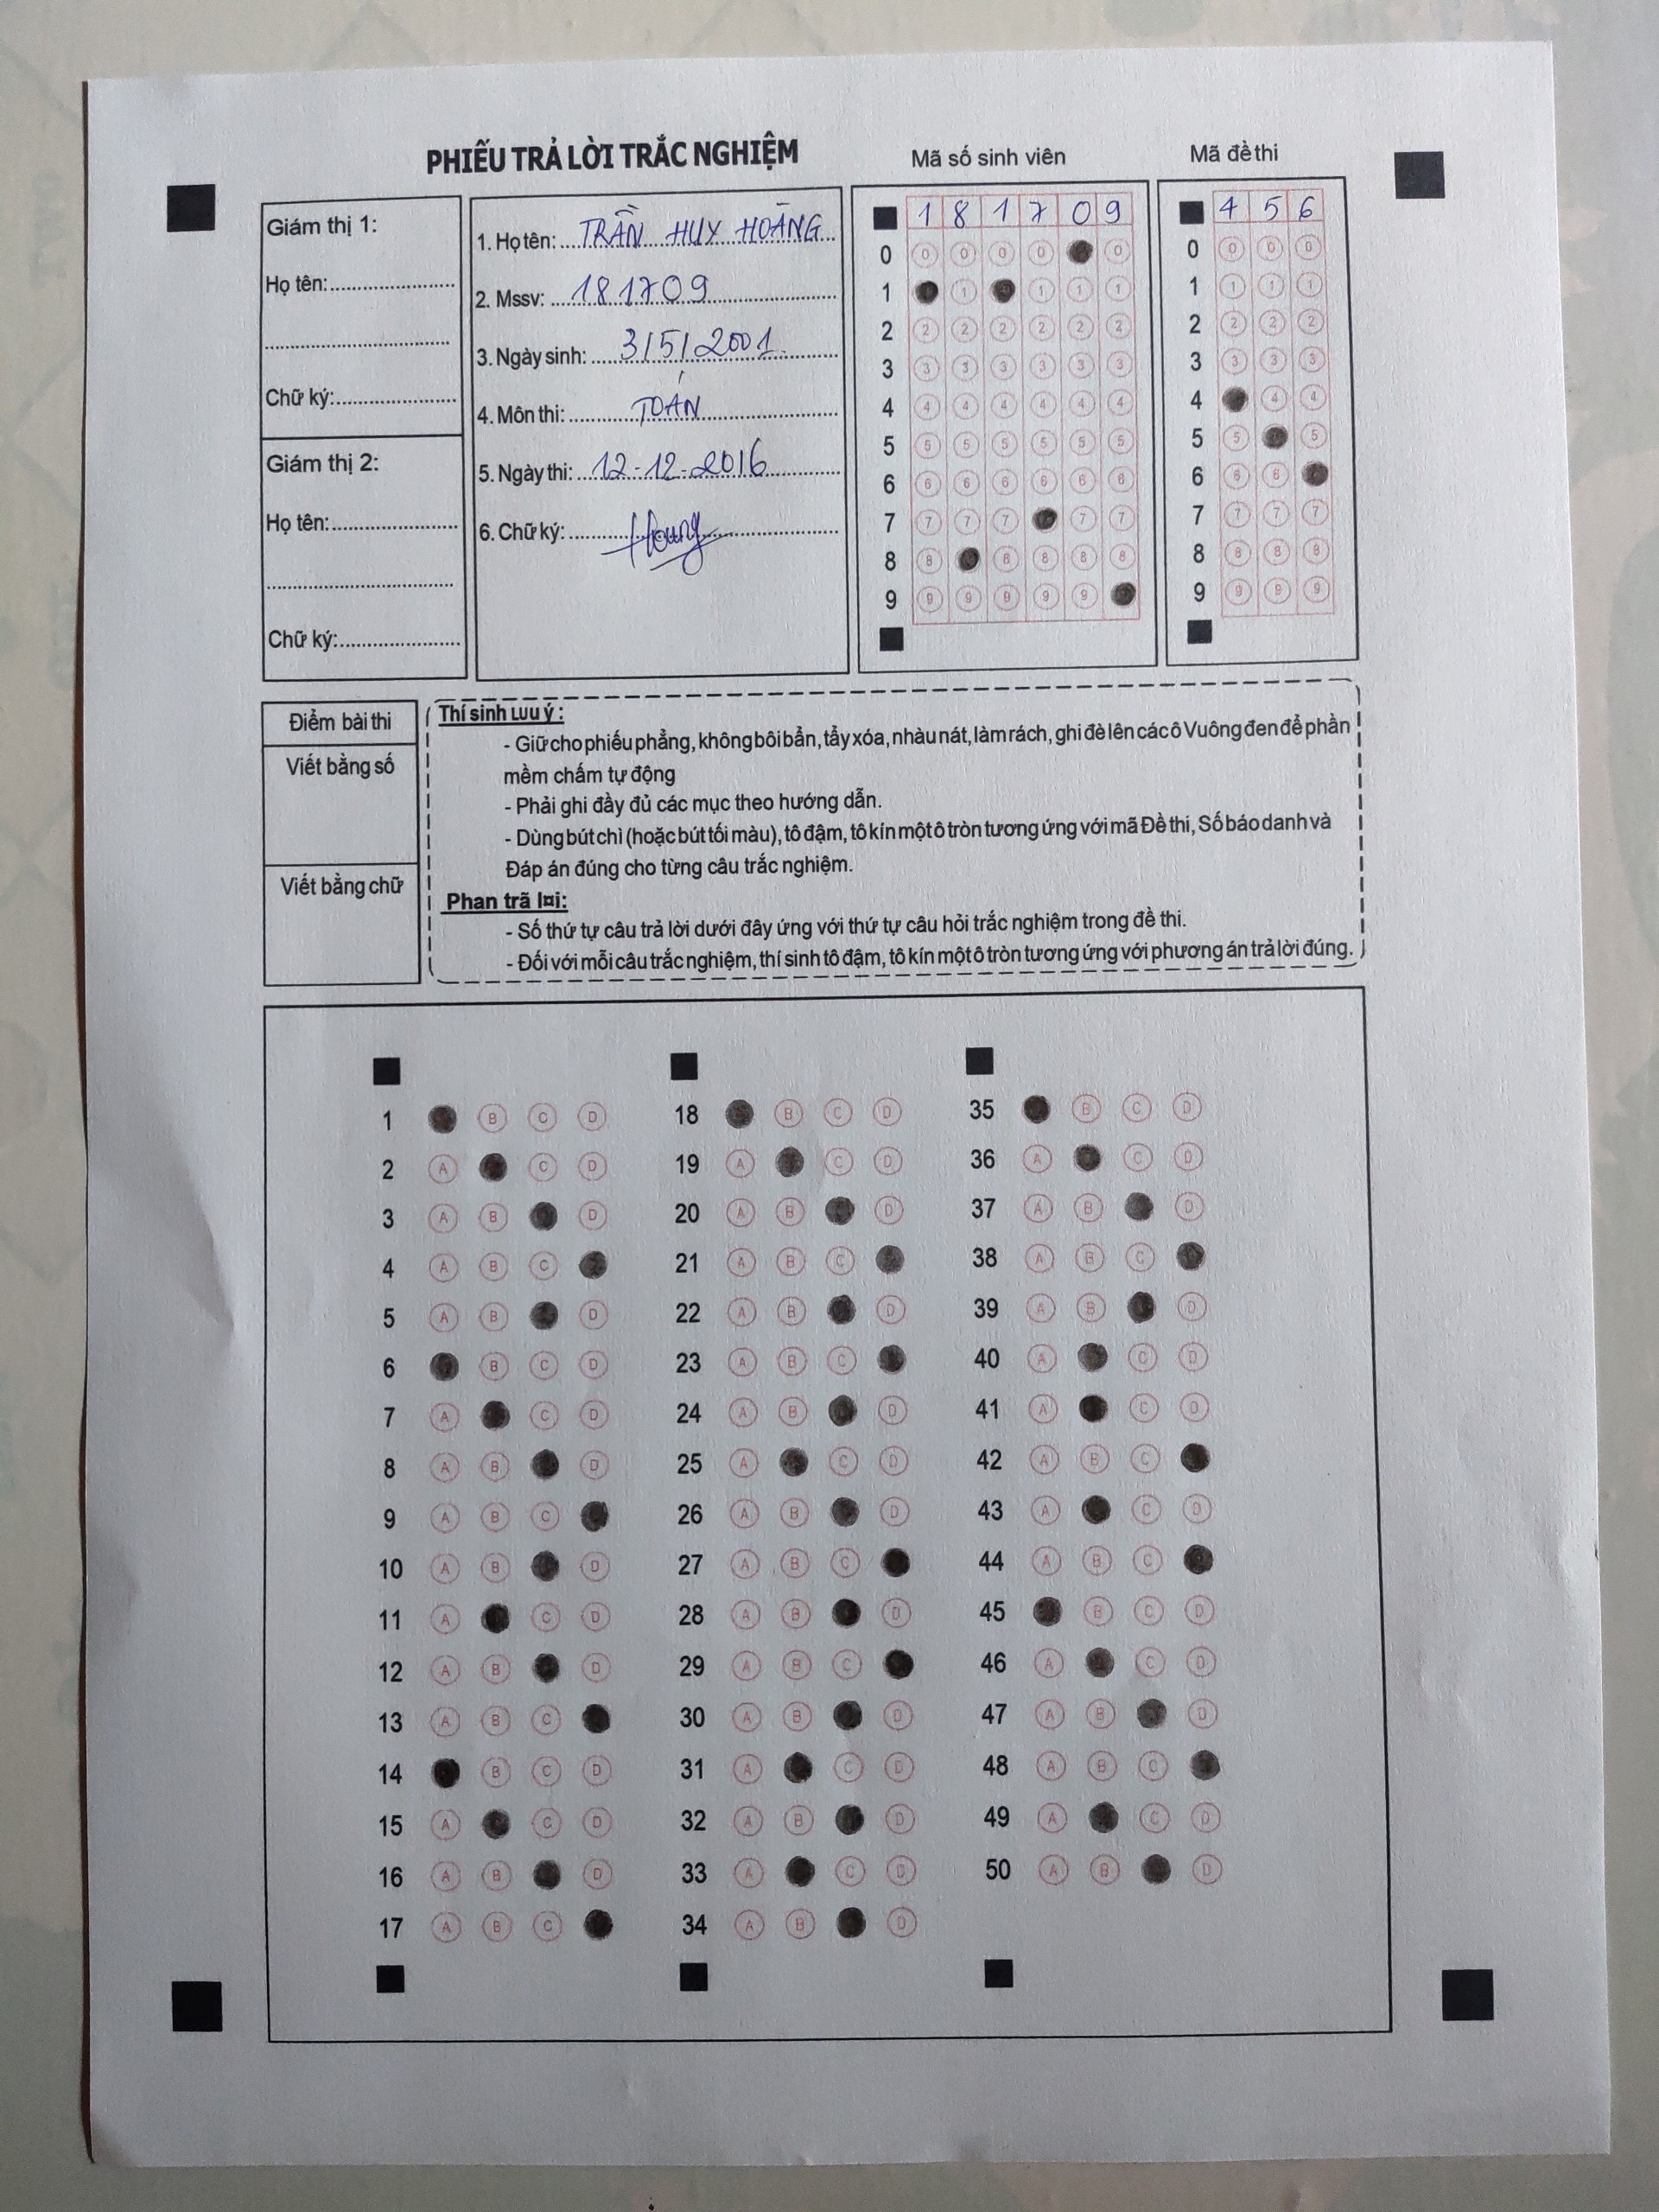 PHIẾU TRẢ LỜI TRẮC NGHIỆM
Mã số sinh viên
Mã đề thi
Giám thị 1:
Họ tên:
Chữ ký:
Giám thị 2:
Họ tên:
Chữ ký:
1. Họ tên: TRẦN HUY HOÀNG
2. Mssv: 181709
3. Ngày sinh: 3/5/2001
4. Môn thi: TOÁN
5. Ngày thi: 12-12-2016
6. Chữ ký: Hoang
1 8 1 7 0 9
0 0 0 0 0 0
1 1 1 1 1
2 2 2 2 2 2 2
3 3 3 3 3 3 3
4 4 4 4 4 4 4
5 5 5 5 5 5 5
6 6 6 6 6 6 6
7 7 7 7 7 7
8 8 8 8 8 8
9 9 9 9 9 9
4 5 6
0 0 0 0
1 1 1 1
2 2 2 2
3 3 3 3
4 4 4
5 5 5
6 6 6
7 7 7 7
8 8 8 8
9 9 9 9
Điểm bài thi
Viết bằng số
Viết bằng chữ
Thí sinh LƯU ý :
- Giữ cho phiếu phẳng, không bôi bẩn, tẩy xóa, nhàu nát, làm rách, ghi đè lên các ô Vuông đen để phần
mềm chấm tự động
- Phải ghi đầy đủ các mục theo hướng dẫn.
- Dùng bút chì (hoặc bút tối màu), tô đậm, tô kín một ô tròn tương ứng với mã Đề thi, Số báo danh và
Đáp án đúng cho từng câu trắc nghiệm.
Phan trã l¤i:
- Số thứ tự câu trả lời dưới đây ứng với thứ tự câu hỏi trắc nghiệm trong đề thi.
- Đối với mỗi câu trắc nghiệm, thí sinh tô đậm, tô kín một ô tròn tương ứng với phương án trả lời đúng.
1 B C D
2 A C D
3 A B D
4 A B C
5 A B D
6 B C D
7 A C D
8 A B D
9 A B C
10 A B D
11 A C D
12 A B D
13 A B C
14 B C D
15 A C D
16 A B D
17 A B C
18 B C D
19 A C D
20 A B D
21 A B C
22 A B D
23 A B C
24 A B D
25 A C D
26 A B D
27 A B C
28 A B D
29 A B C
30 A B D
31 A C D
32 A B D
33 A C D
34 A B D
35 B C D
36 A C D
37 A B D
38 A B C
39 A B D
40 A C D
41 A C D
42 A B C
43 A C D
44 A B C
45 B C D
46 A C D
47 A B D
48 A B C
49 A C D
50 A B D